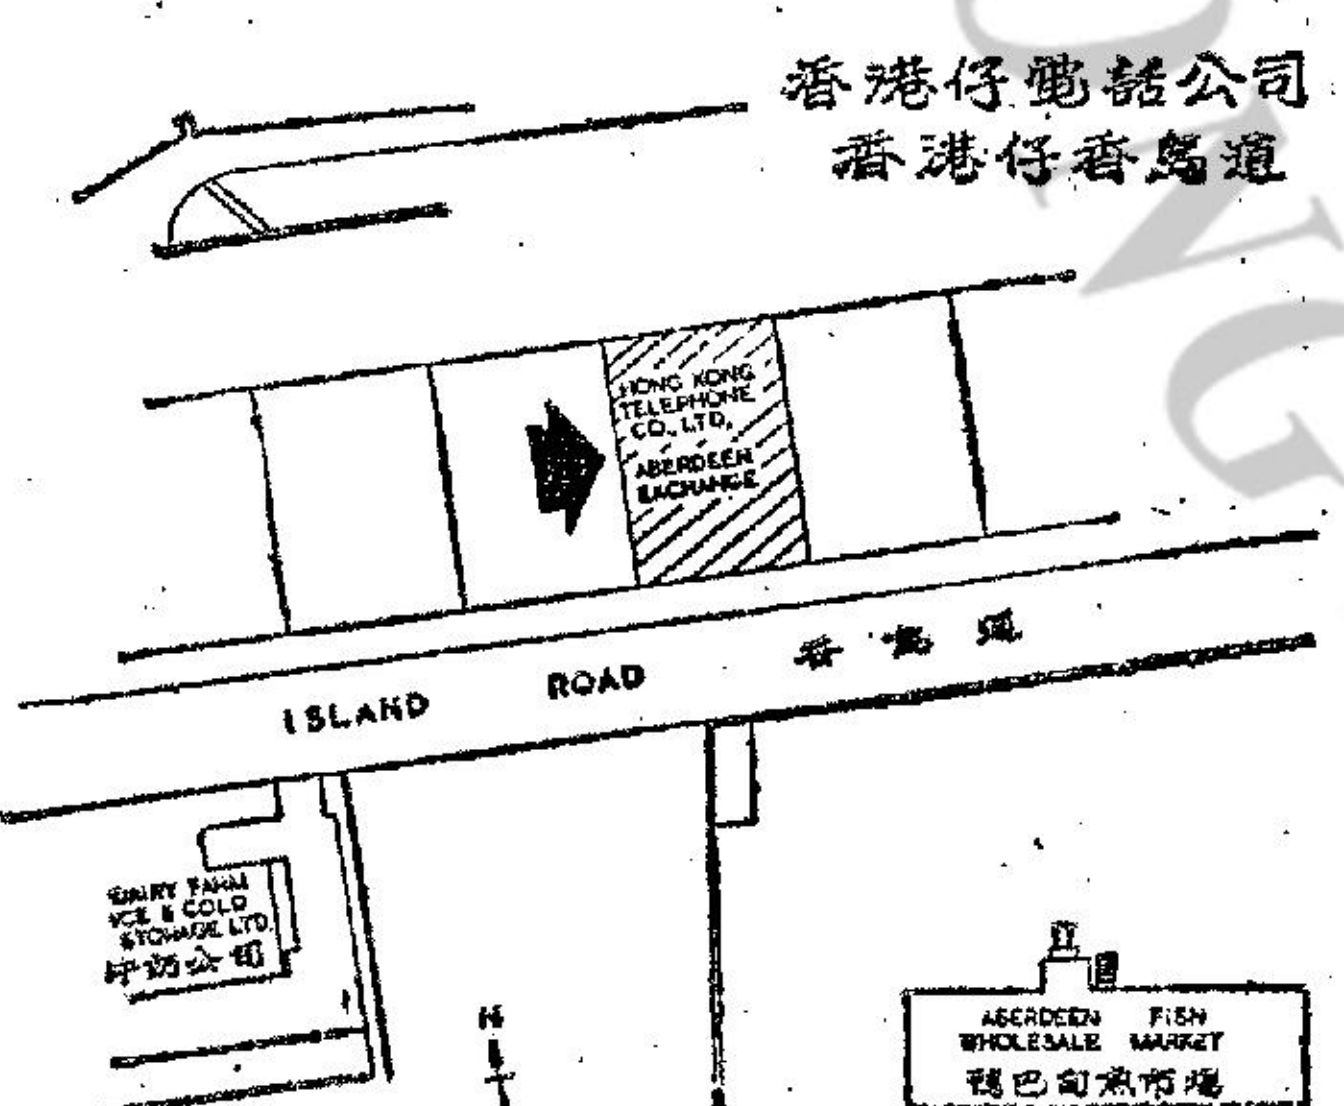 香港仔電話公司
香港仔香島道
HONG KONG
TELEPHONE
CO., LTD.
ABERDEEN
EXCHANGE
ISLAND ROAD 香島道
DAIRY FARM
ICE & COLD
STORAGE LTD.
牛奶公司
N
ABERDEEN FISH
WHOLESALE MARKET
香港仔魚市場
ONG